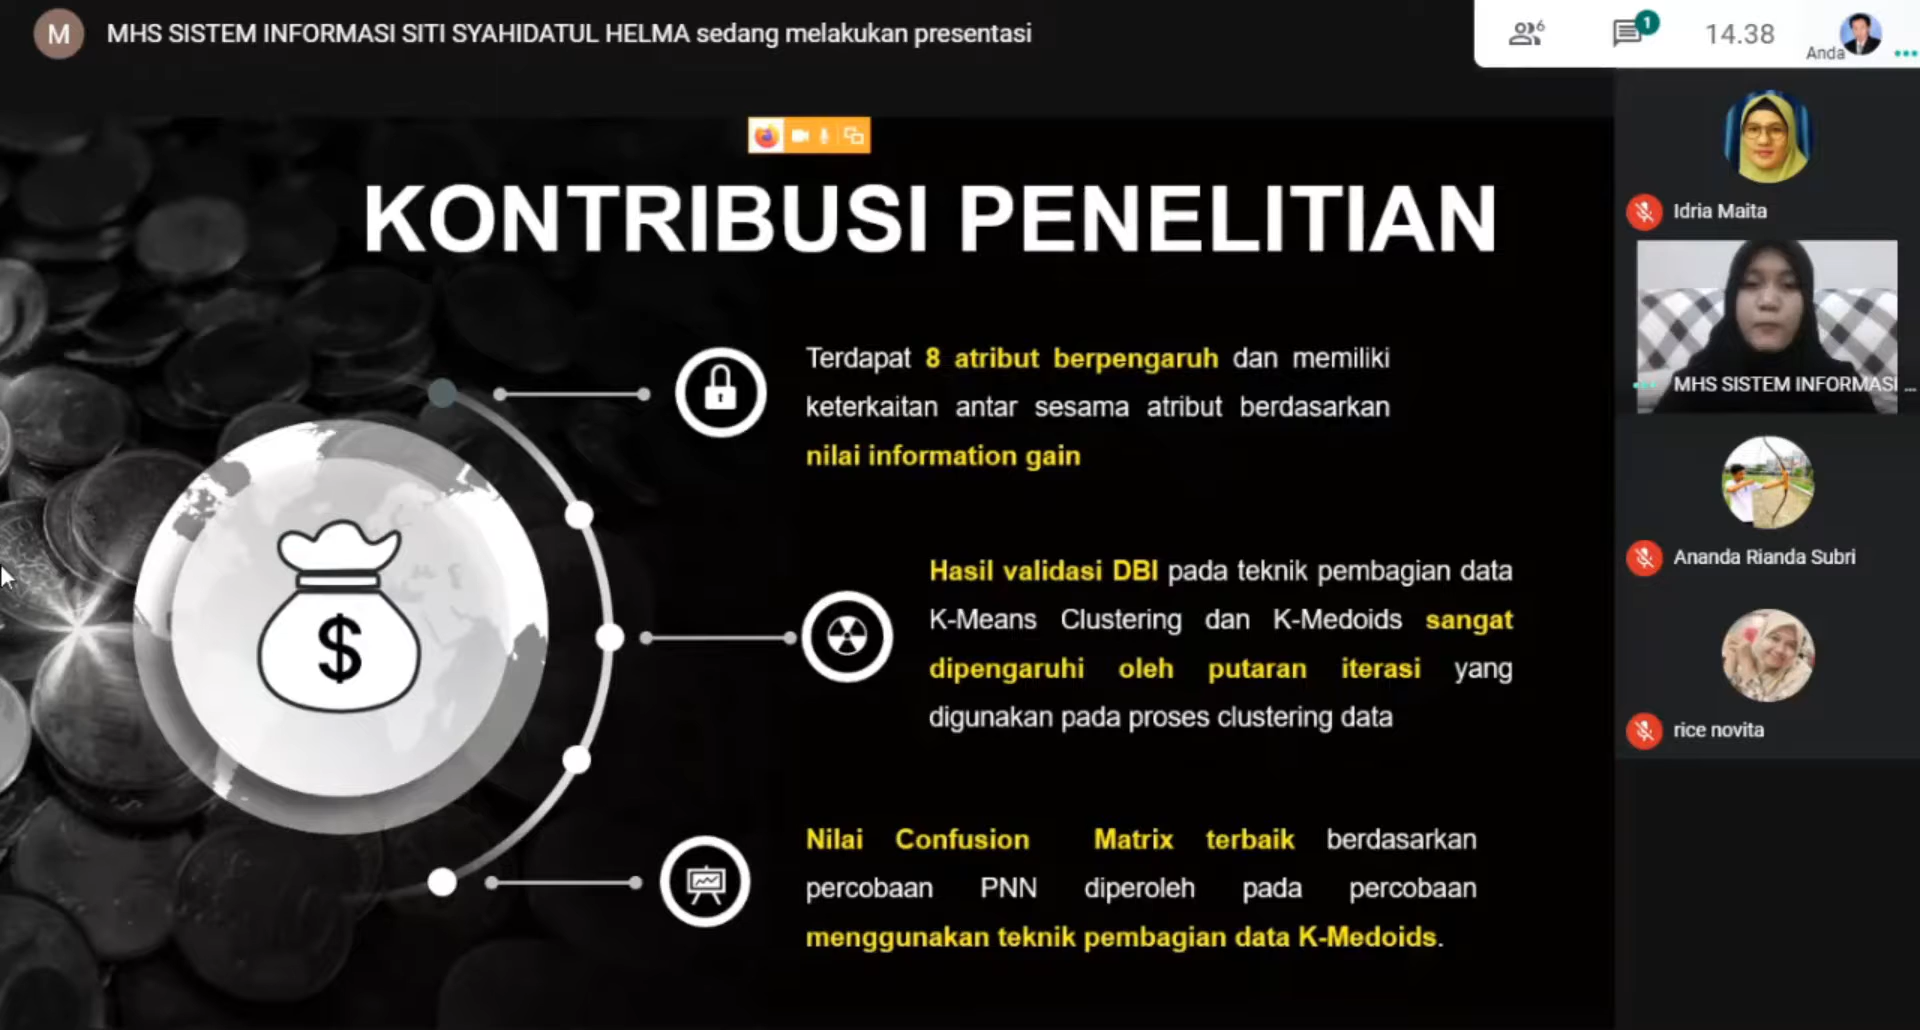 M
MHS SISTEM INFORMASI SITI SYAHIDATUL HELMA sedang melakukan presentasi
6
1
14.38
Anda
KONTRIBUSI PENELITIAN
Terdapat 8 atribut berpengaruh dan memiliki
keterkaitan antar sesama atribut berdasarkan
nilai information gain
Hasil validasi DBI pada teknik pembagian data
K-Means Clustering dan K-Medoids sangat
dipengaruhi oleh putaran iterasi yang
digunakan pada proses clustering data
Nilai Confusion Matrix terbaik berdasarkan
percobaan PNN diperoleh pada percobaan
menggunakan teknik pembagian data K-Medoids.
$
Idria Maita
MHS SISTEM INFORMASI ...
Ananda Rianda Subri
rice novita